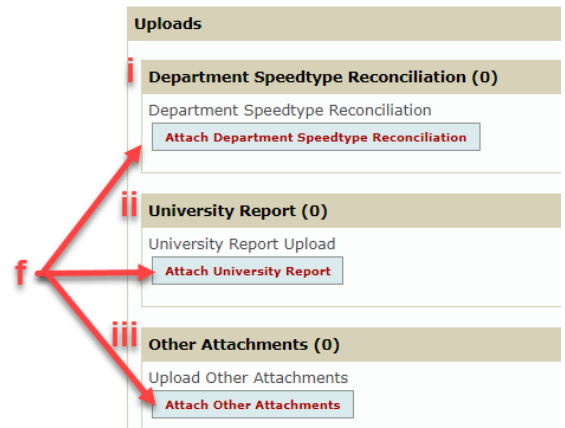 Uploads
i
Department Speedtype Reconciliation (0)
Department Speedtype Reconciliation
Attach Department Speedtype Reconciliation
ii
University Report (0)
University Report Upload
f
Attach University Report
iii
Other Attachments (0)
Upload Other Attachments
Attach Other Attachments